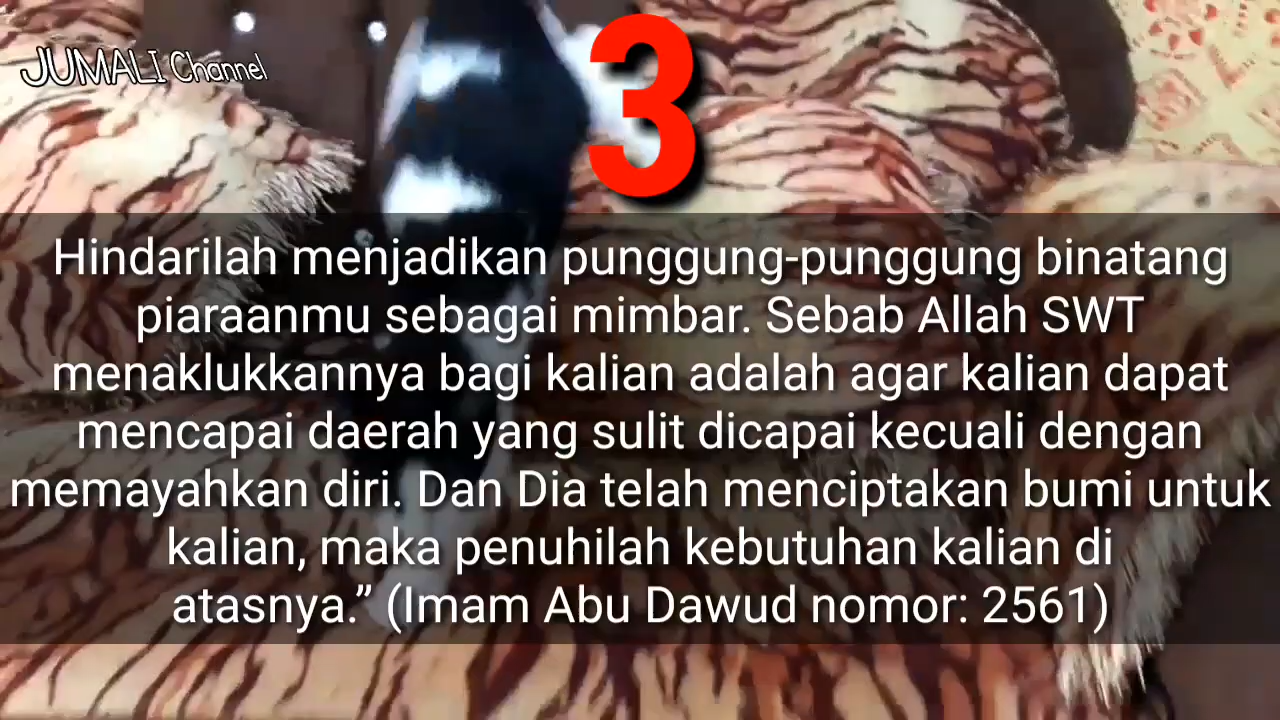 JUMALI Channel
3
Hindarilah menjadikan punggung-punggung binatang
piaraanmu sebagai mimbar. Sebab Allah SWT
menaklukkannya bagi kalian adalah agar kalian dapat
mencapai daerah yang sulit dicapai kecuali dengan
memayahkan diri. Dan Dia telah menciptakan bumi untuk
kalian, maka penuhilah kebutuhan kalian di
atasnya.” (Imam Abu Dawud nomor: 2561)